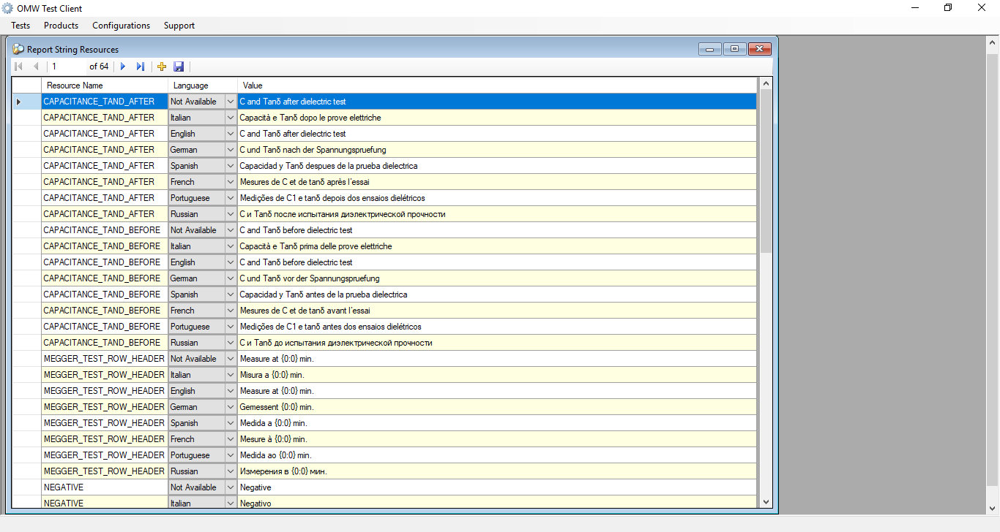 OMW Test Client
Tests Products Configurations Support
Report String Resources
1 of 64
Resource Name Language Value
CAPACITANCE_TAND_AFTER Not Available C and Tanδ after dielectric test
CAPACITANCE_TAND_AFTER Italian Capacità e Tanδ dopo le prove elettriche
CAPACITANCE_TAND_AFTER English C and Tanδ after dielectric test
CAPACITANCE_TAND_AFTER German C und Tanδ nach der Spannungspruefung
CAPACITANCE_TAND_AFTER Spanish Capacidad y Tanδ despues de la prueba dielectrica
CAPACITANCE_TAND_AFTER French Mesures de C et de tanδ après l'essai
CAPACITANCE_TAND_AFTER Portuguese Medições de C1 e tanδ depois dos ensaios dielétricos
CAPACITANCE_TAND_AFTER Russian C и Tanδ после испытания диэлектрической прочности
CAPACITANCE_TAND_BEFORE Not Available C and Tanδ before dielectric test
CAPACITANCE_TAND_BEFORE Italian Capacità e Tanδ prima delle prove elettriche
CAPACITANCE_TAND_BEFORE English C and Tanδ before dielectric test
CAPACITANCE_TAND_BEFORE German C und Tanδ vor der Spannungspruefung
CAPACITANCE_TAND_BEFORE Spanish Capacidad y Tanδ antes de la prueba dielectrica
CAPACITANCE_TAND_BEFORE French Mesures de C et de tanδ avant l'essai
CAPACITANCE_TAND_BEFORE Portuguese Medições de C1 e tanδ antes dos ensaios dielétricos
CAPACITANCE_TAND_BEFORE Russian C и Tanδ до испытания диэлектрической прочности
MEGGER_TEST_ROW_HEADER Not Available Measure at {0:0} min.
MEGGER_TEST_ROW_HEADER Italian Misura a {0:0} min.
MEGGER_TEST_ROW_HEADER English Measure at {0:0} min.
MEGGER_TEST_ROW_HEADER German Gemessent {0:0} min.
MEGGER_TEST_ROW_HEADER Spanish Medida a {0:0} min.
MEGGER_TEST_ROW_HEADER French Mesure à {0:0} min.
MEGGER_TEST_ROW_HEADER Portuguese Medida ao {0:0} min.
MEGGER_TEST_ROW_HEADER Russian Измерения в {0:0} мин.
NEGATIVE Not Available Negative
NEGATIVE Italian Negativo